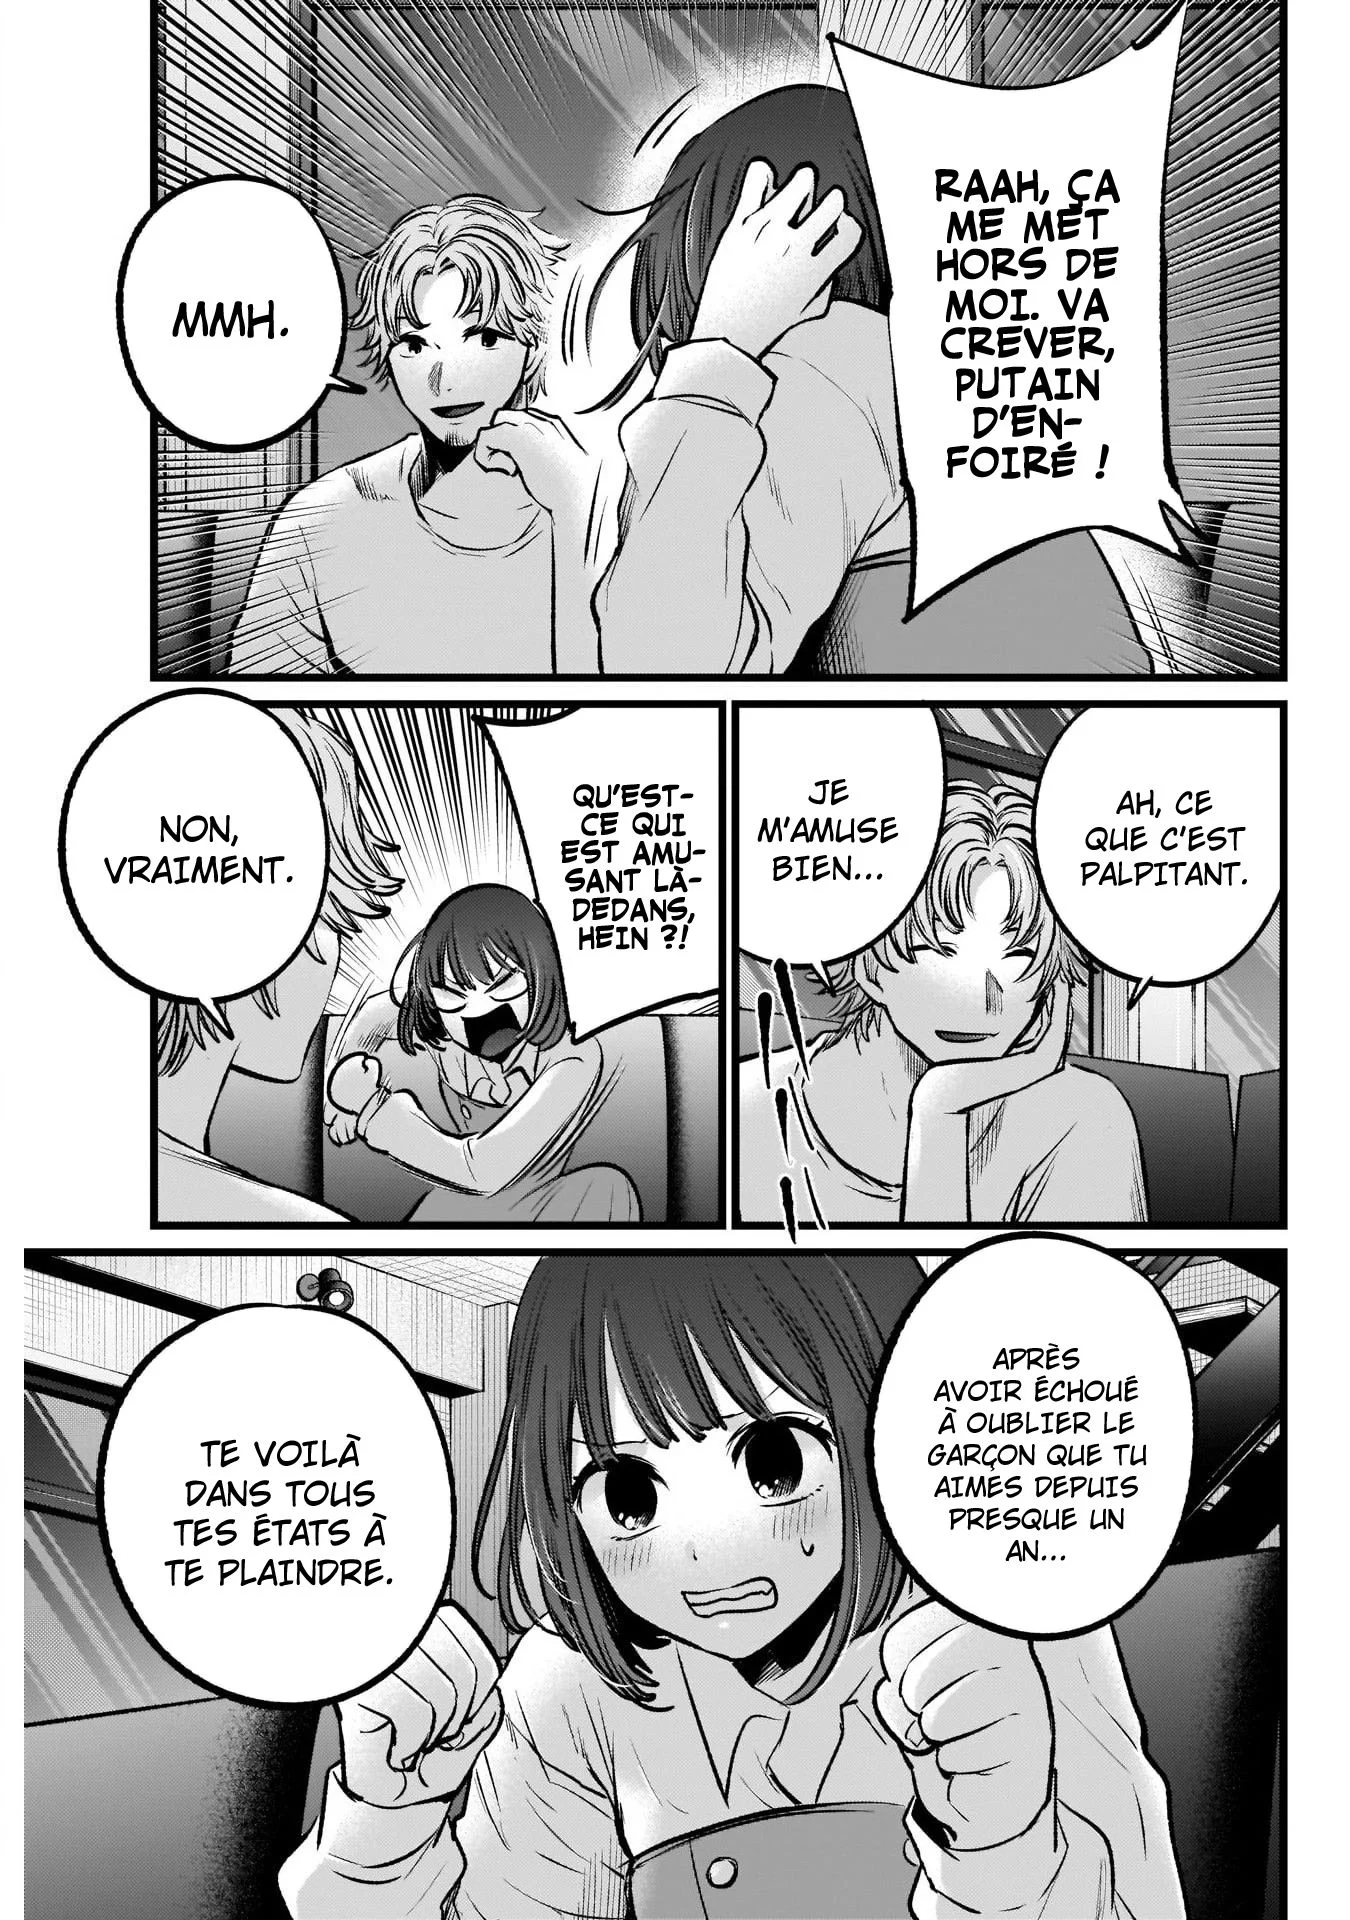 RAAH, ÇA
ME MET
HORS DE
MOI. VA
CREVER,
PUTAIN
D'EN-
FOIRÉ !
MMH.
AH, CE
QUE C'EST
PALPITANT.
JE
M'AMUSE
BIEN...
QU'EST-
CE QUI
EST AMU-
SANT LÀ-
DEDANS,
HEIN ?!
NON,
VRAIMENT.
APRÈS
AVOIR ÉCHOUÉ
À OUBLIER LE
GARÇON QUE TU
AIMES DEPUIS
PRESQUE UN
AN...
TE VOILÀ
DANS TOUS
TES ÉTATS À
TE PLAINDRE.